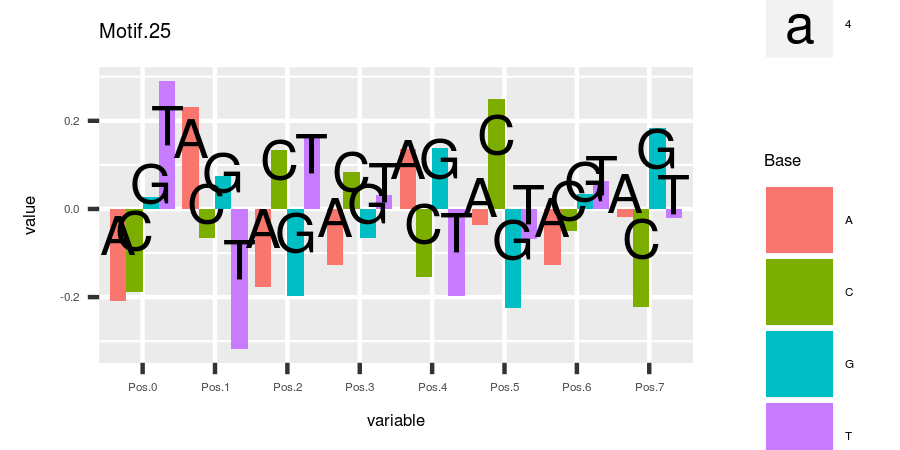 Motif.25
a
4
value
0.2
0.0
-0.2
A C G T
A C G T
A C G T
A C G T
A C G T
A C G T
A C G T
A C G T
Pos.0 Pos.1 Pos.2 Pos.3 Pos.4 Pos.5 Pos.6 Pos.7
variable
Base
A
C
G
T